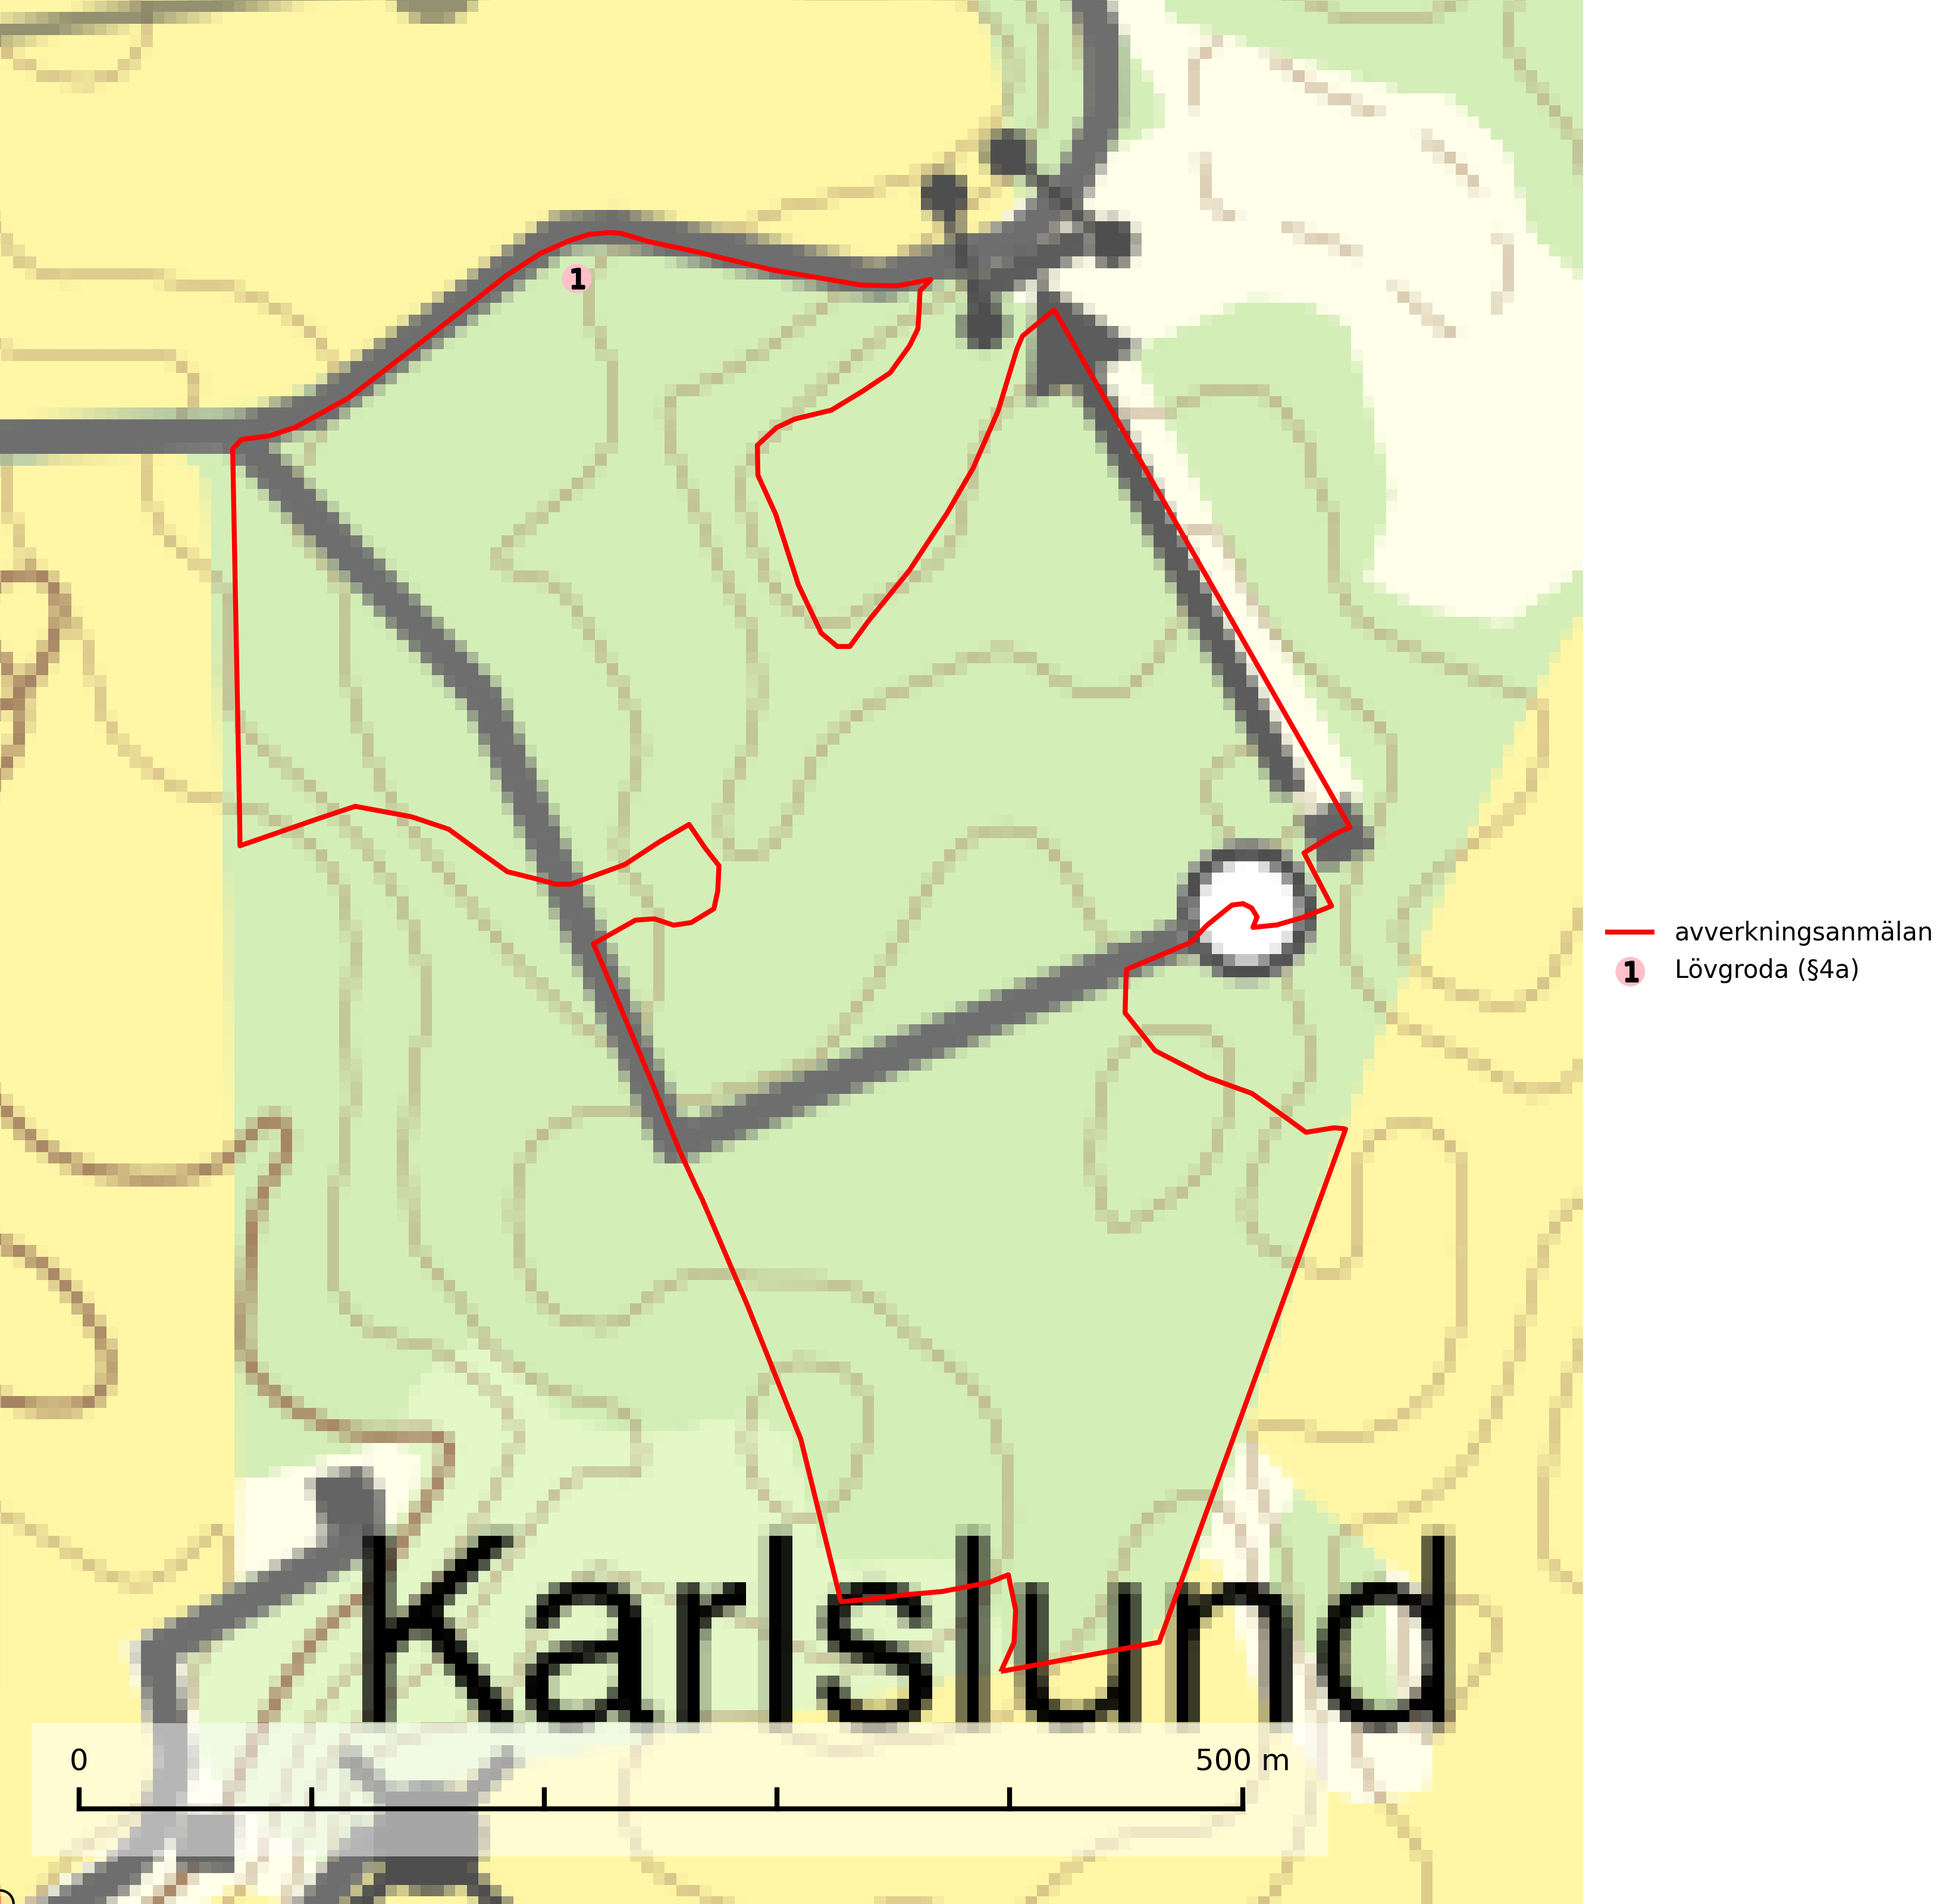 1
avverkningsanmälan
1 Lövgroda (§4a)
Karlslund
0 500 m